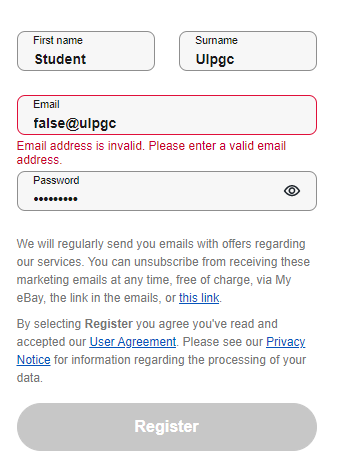 First name
Surname
Student
Ulpgc
Email
false@ulpgc
Email address is invalid. Please enter a valid email
address.
Password
•••••••••
We will regularly send you emails with offers regarding
our services. You can unsubscribe from receiving these
marketing emails at any time, free of charge, via My
eBay, the link in the emails, or this link.
By selecting Register you agree you've read and
accepted our User Agreement. Please see our Privacy
Notice for information regarding the processing of your
data.
Register